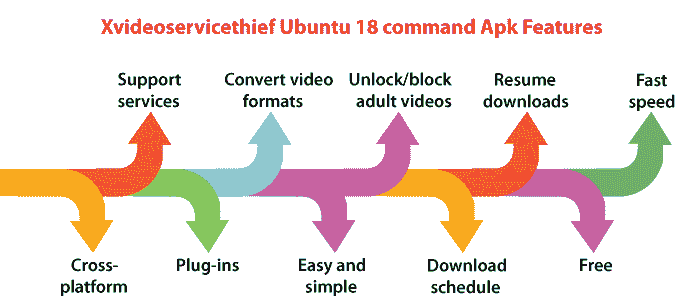 Xvideoservicethief Ubuntu 18 command Apk Features
Support
services
Convert video
formats
Unlock/block
adult videos
Resume
downloads
Fast
speed
Cross-
platform
Plug-ins
Easy and
simple
Download
schedule
Free